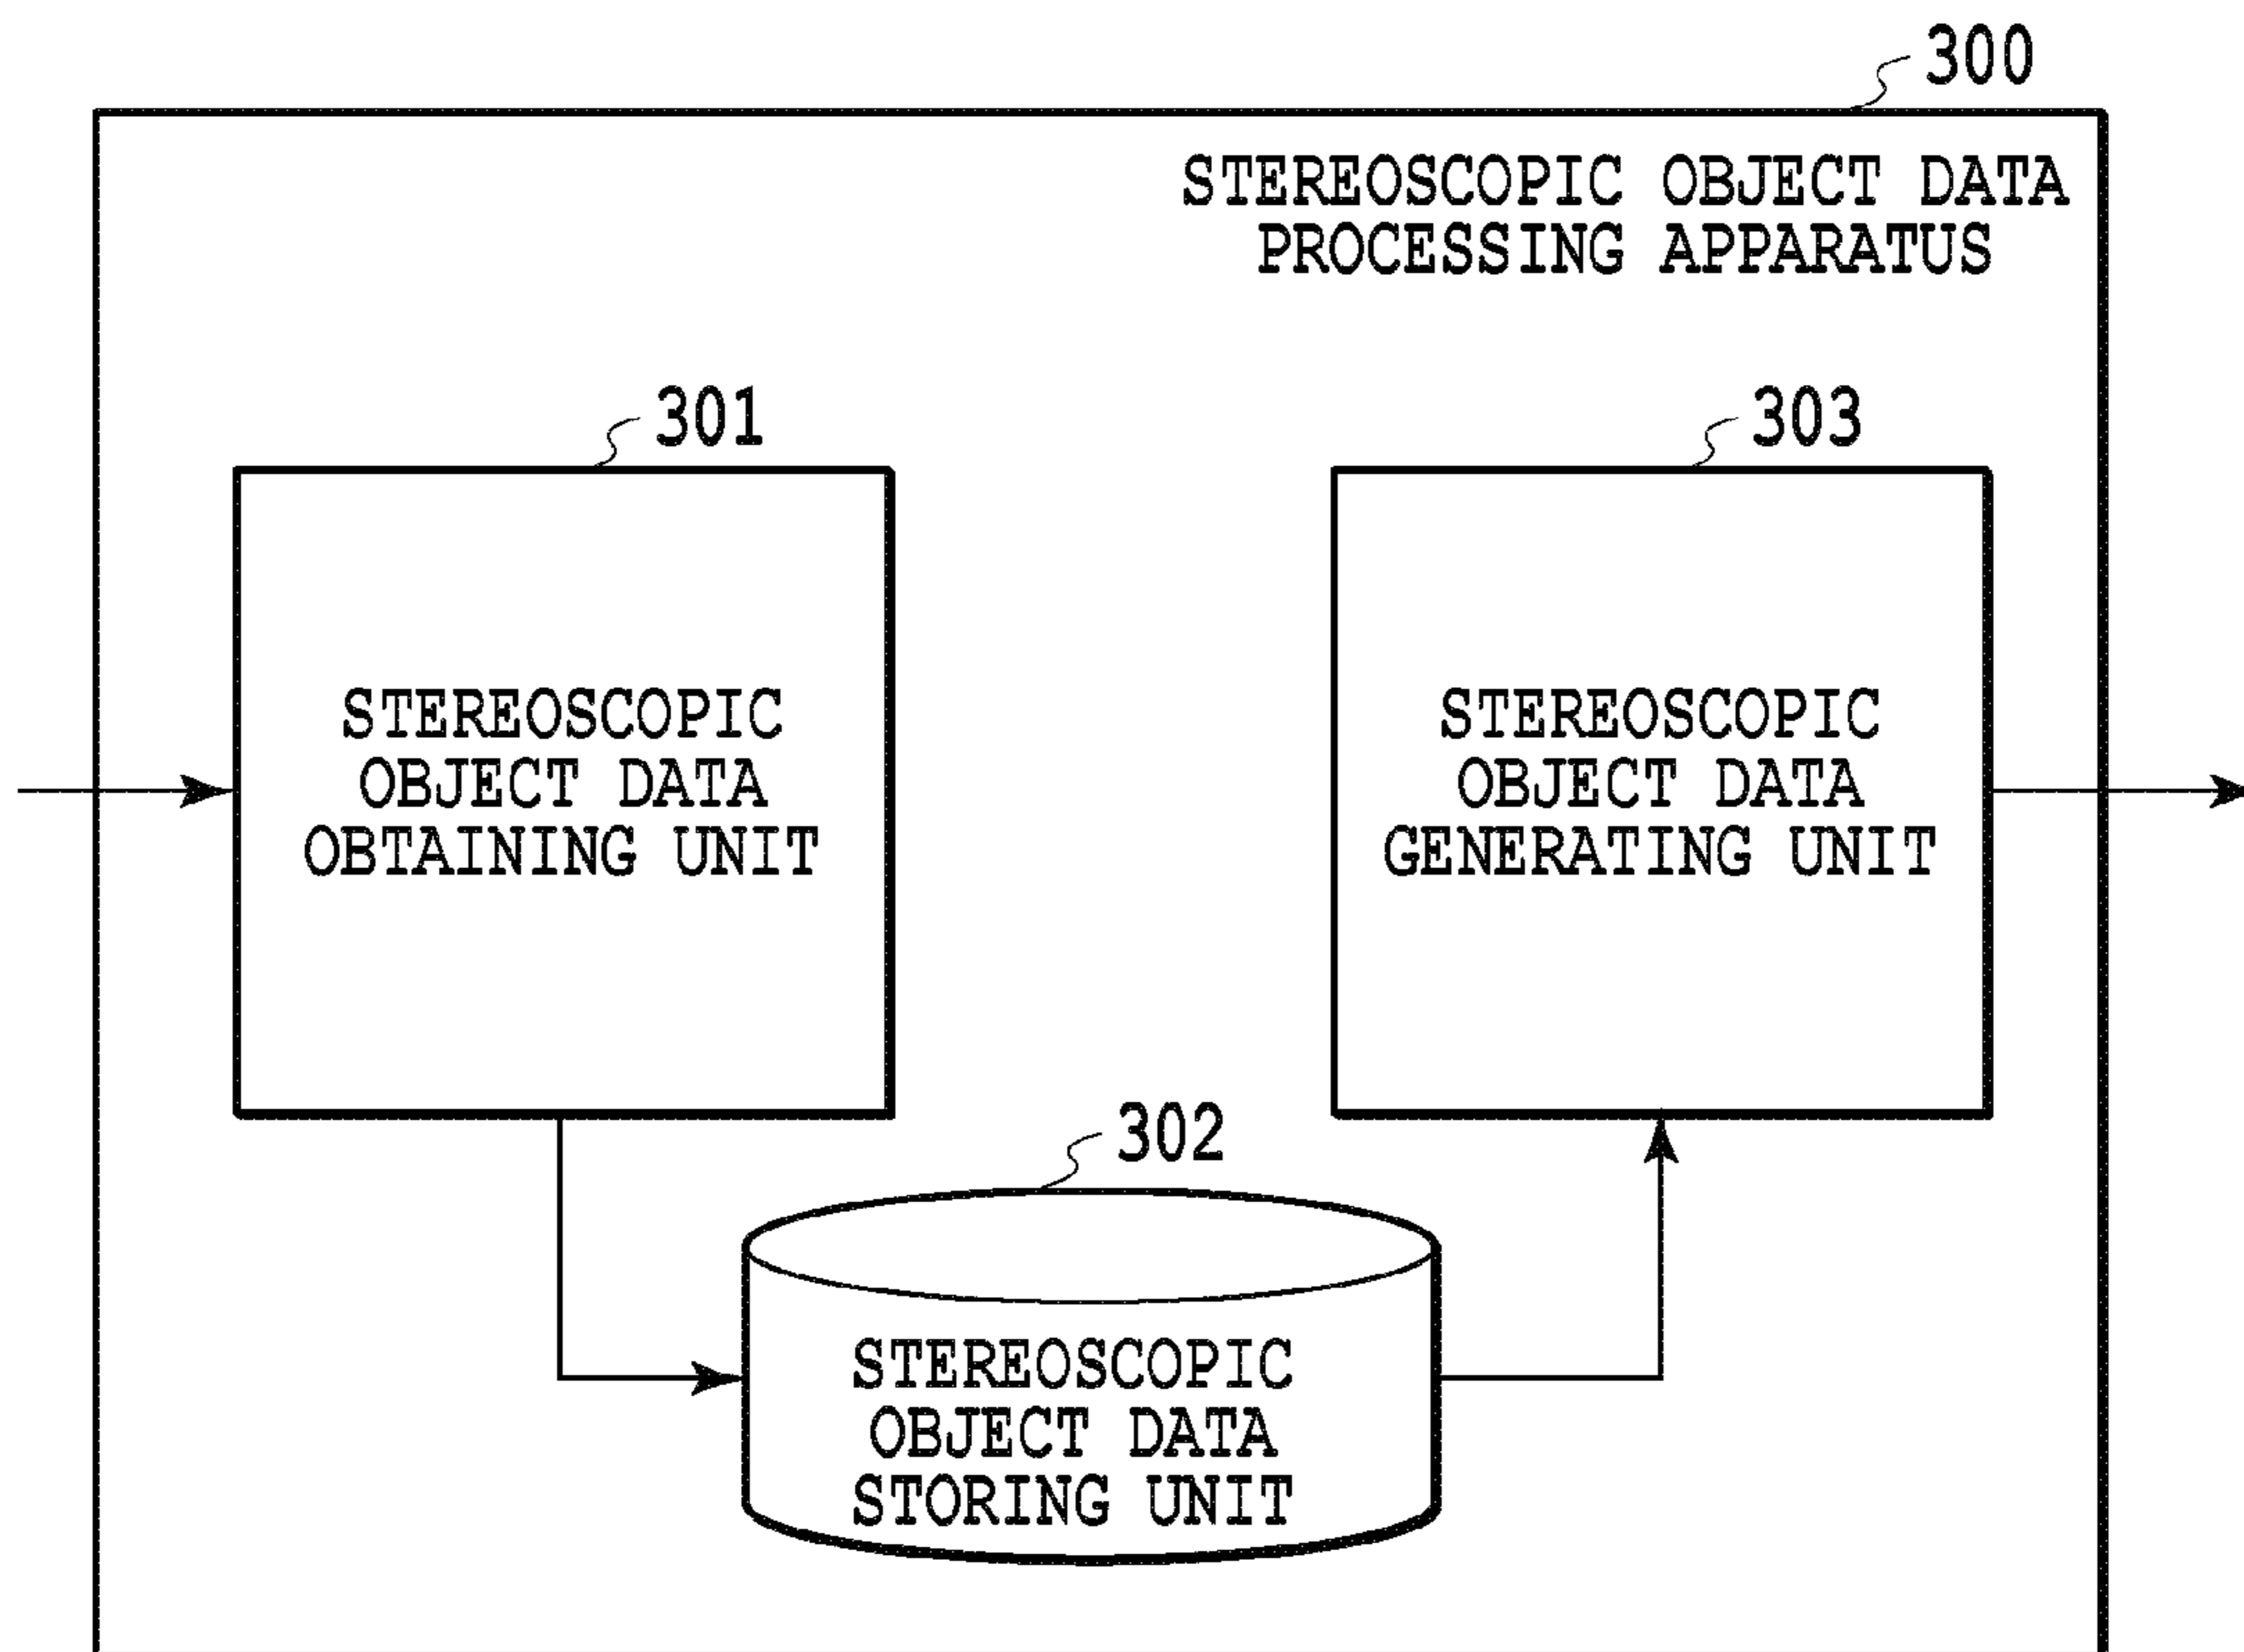 300
STEREOSCOPIC OBJECT DATA
PROCESSING APPARATUS
301
STEREOSCOPIC
OBJECT DATA
OBTAINING UNIT
303
STEREOSCOPIC
OBJECT DATA
GENERATING UNIT
302
STEREOSCOPIC
OBJECT DATA
STORING UNIT